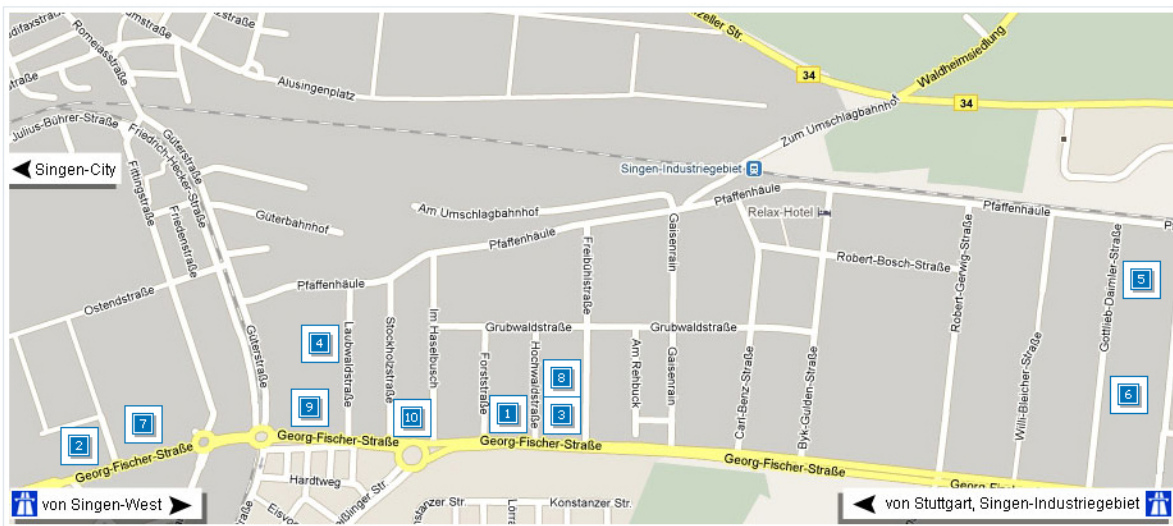 zeller Str.
Romeiasstraße
Alusingenplatz
34
34
Waldheimsiedlung
Zum Umschlagbahnhof
Julius-Bührer-Straße
Friedrich-Hecker-Straße
Güterstraße
Fittingstraße
Friedenstraße
Singen-City
Singen-Industriegebiet
Am Umschlagbahnhof
Güterbahnhof
Pfaffenhäule
Pfaffenhäule
Pfaffenhäule
Pfaffenhäule
Relax-Hotel
Gaisenrain
Freibühlstraße
Robert-Bosch-Straße
Robert-Gerwig-Straße
Gottlieb-Daimler-Straße
5
Ostendstraße
Güterstraße
Laubwaldstraße
Stockholzstraße
Im Haselbusch
Grubwaldstraße
Grubwaldstraße
4
Forststraße
Hochwaldstraße
Am Rehbuck
Gaisenrain
Carl-Benz-Straße
Byk-Gulden-Straße
Willi-Bleicher-Straße
8
6
9
10
1
3
7
2
Georg-Fischer-Straße
Georg-Fischer-Straße
Georg-Fischer-Straße
Georg-Fischer-Straße
Georg-Fisc
Hardtweg
von Singen-West
Konstanzer Str.
von Stuttgart, Singen-Industriegebiet